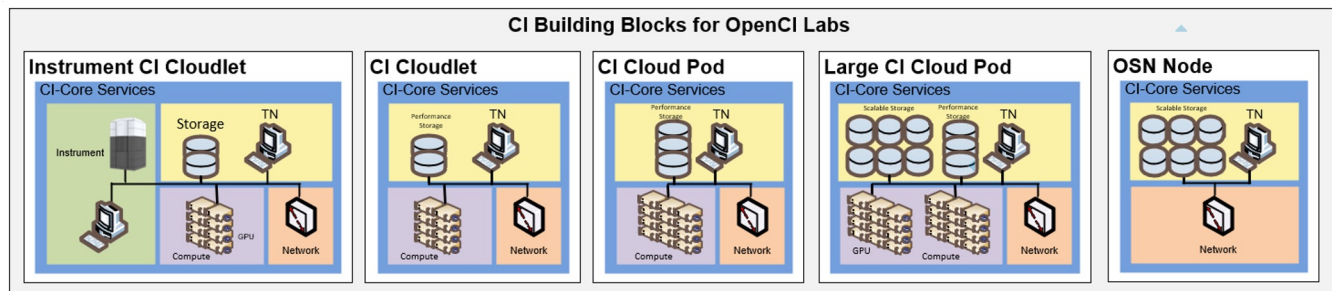 CI Building Blocks for OpenCI Labs
Instrument CI Cloudlet
CI-Core Services
Instrument
Storage
TN
GPU
Compute
Network
CI Cloudlet
CI-Core Services
Performance
Storage
TN
Compute
Network
CI Cloud Pod
CI-Core Services
Performance
Storage
TN
Compute
Network
Large CI Cloud Pod
CI-Core Services
Scalable Storage
Performance
Storage
TN
GPU
Compute
Network
OSN Node
CI-Core Services
Scalable Storage
TN
Network